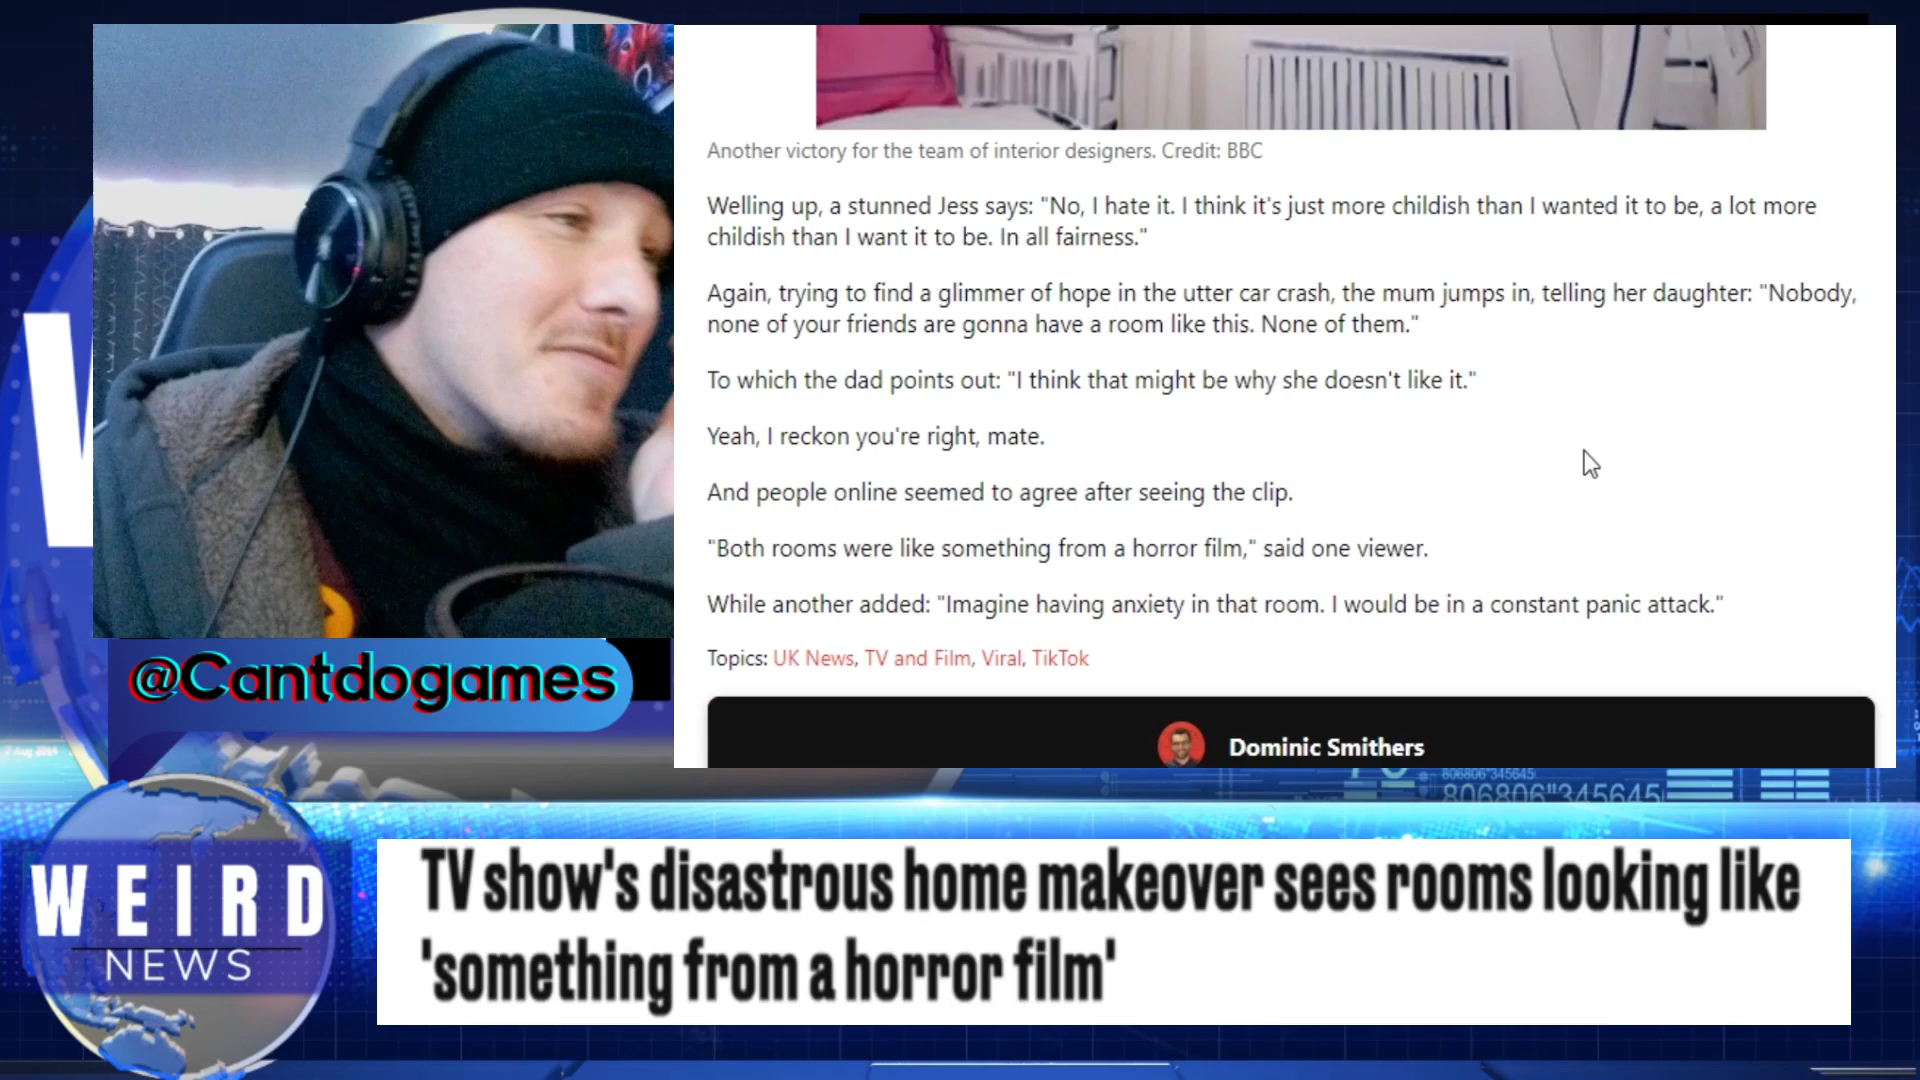 Another victory for the team of interior designers. Credit: BBC
Welling up, a stunned Jess says: "No, I hate it. I think it's just more childish than I wanted it to be, a lot more
childish than I want it to be. In all fairness."
Again, trying to find a glimmer of hope in the utter car crash, the mum jumps in, telling her daughter: "Nobody,
none of your friends are gonna have a room like this. None of them."
To which the dad points out: "I think that might be why she doesn't like it."
Yeah, I reckon you're right, mate.
And people online seemed to agree after seeing the clip.
"Both rooms were like something from a horror film," said one viewer.
While another added: "Imagine having anxiety in that room. I would be in a constant panic attack."
Topics: UK News, TV and Film, Viral, TikTok
Dominic Smithers
@Cantdogames
806806"345645
806806"345645
WEIRD
NEWS
TV show's disastrous home makeover sees rooms looking like
'something from a horror film'